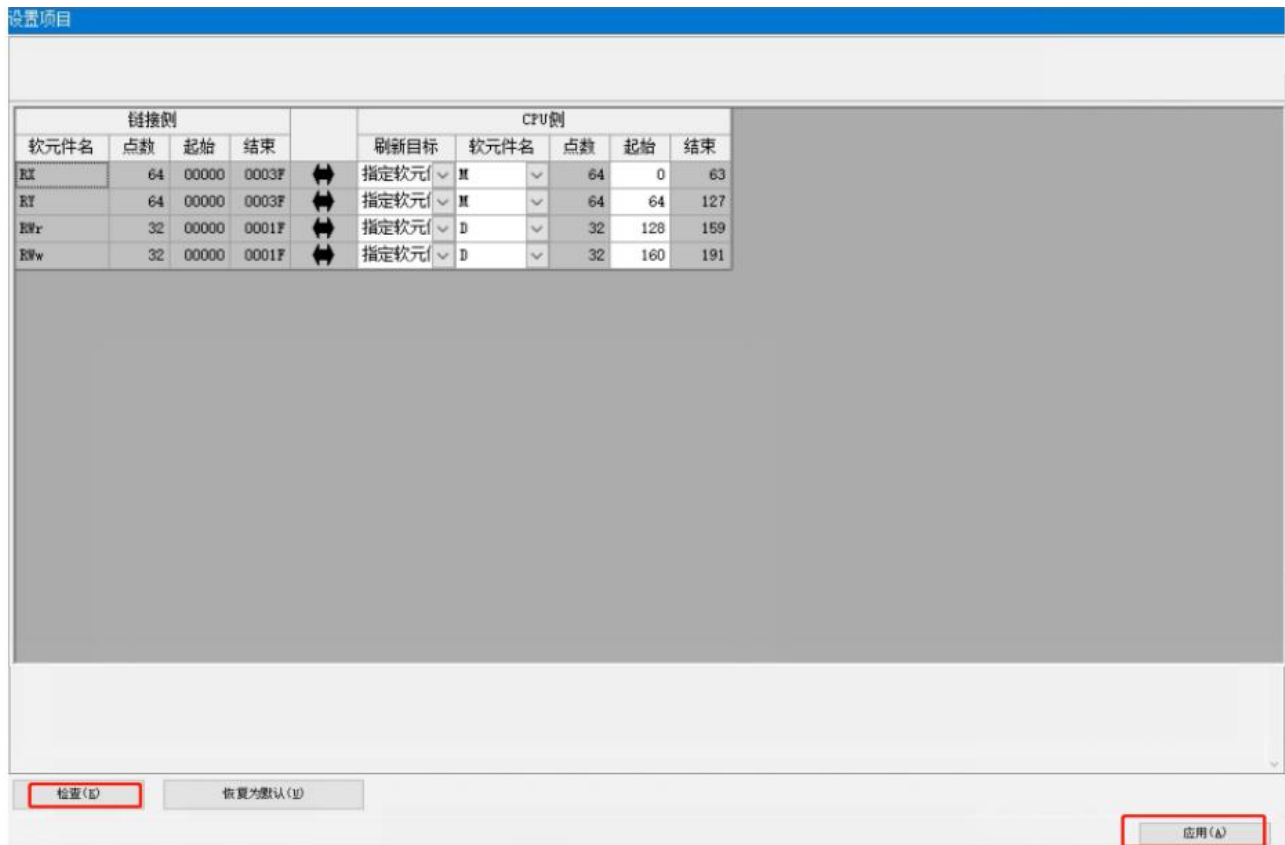 设置项目
链接侧 CPU侧
软元件名 点数 起始 结束 刷新目标 软元件名 点数 起始 结束
RX 64 00000 0003F 指定软元 M 64 0 63
RY 64 00000 0003F 指定软元 M 64 64 127
RWr 32 00000 0001F 指定软元 D 32 128 159
RWw 32 00000 0001F 指定软元 D 32 160 191
检查(E) 恢复为默认(U)
应用(A)